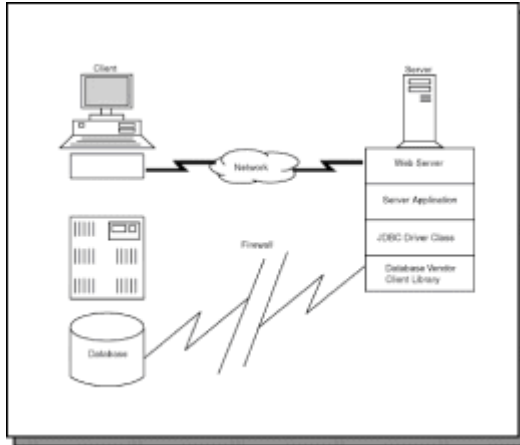 Client
Server
Network
Web Server
Server Application
JDBC Driver Class
Database Vendor
Client Library
Firewall
Database